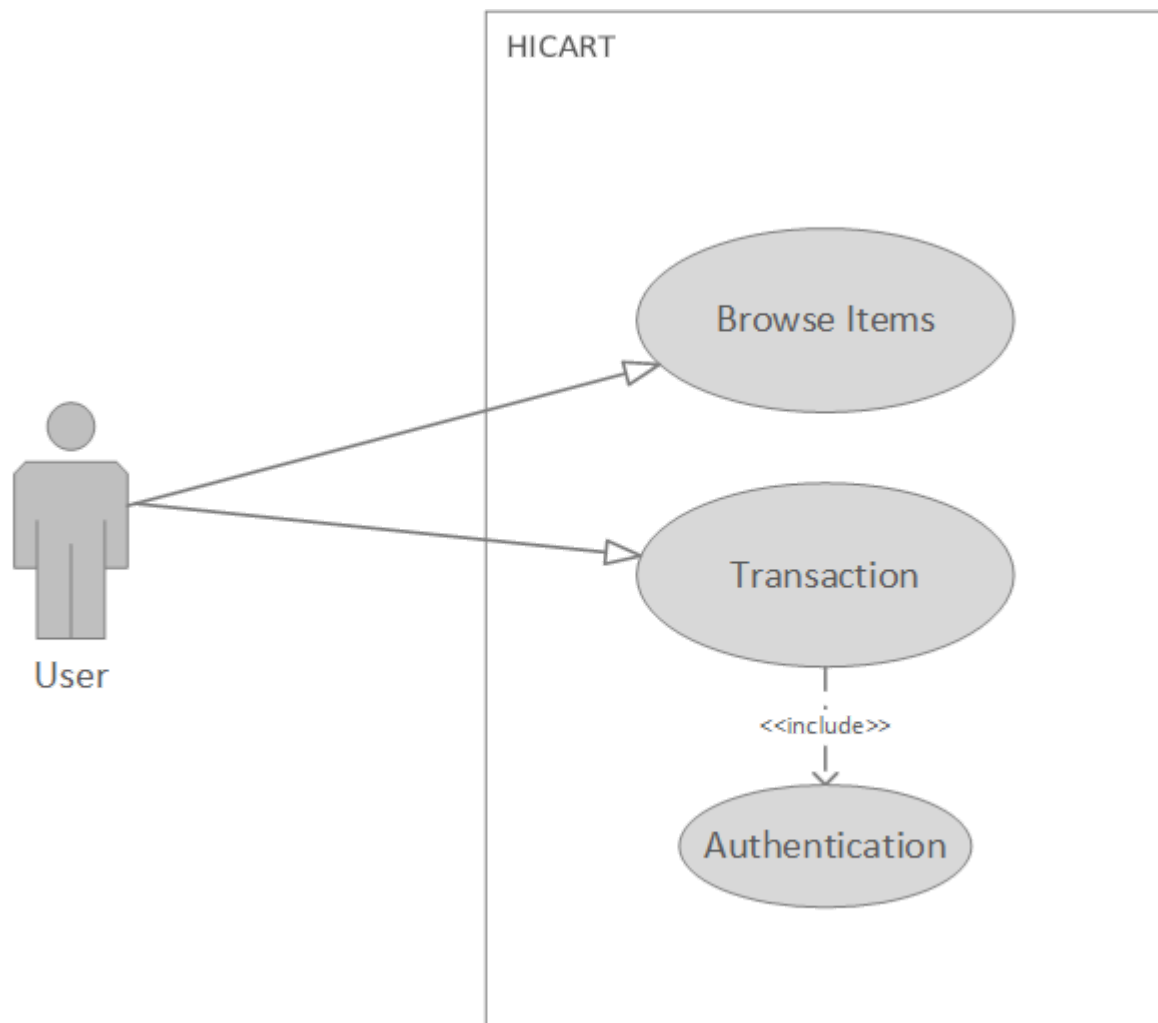 HICART
Browse Items
Transaction
User
<<include>>
Authentication